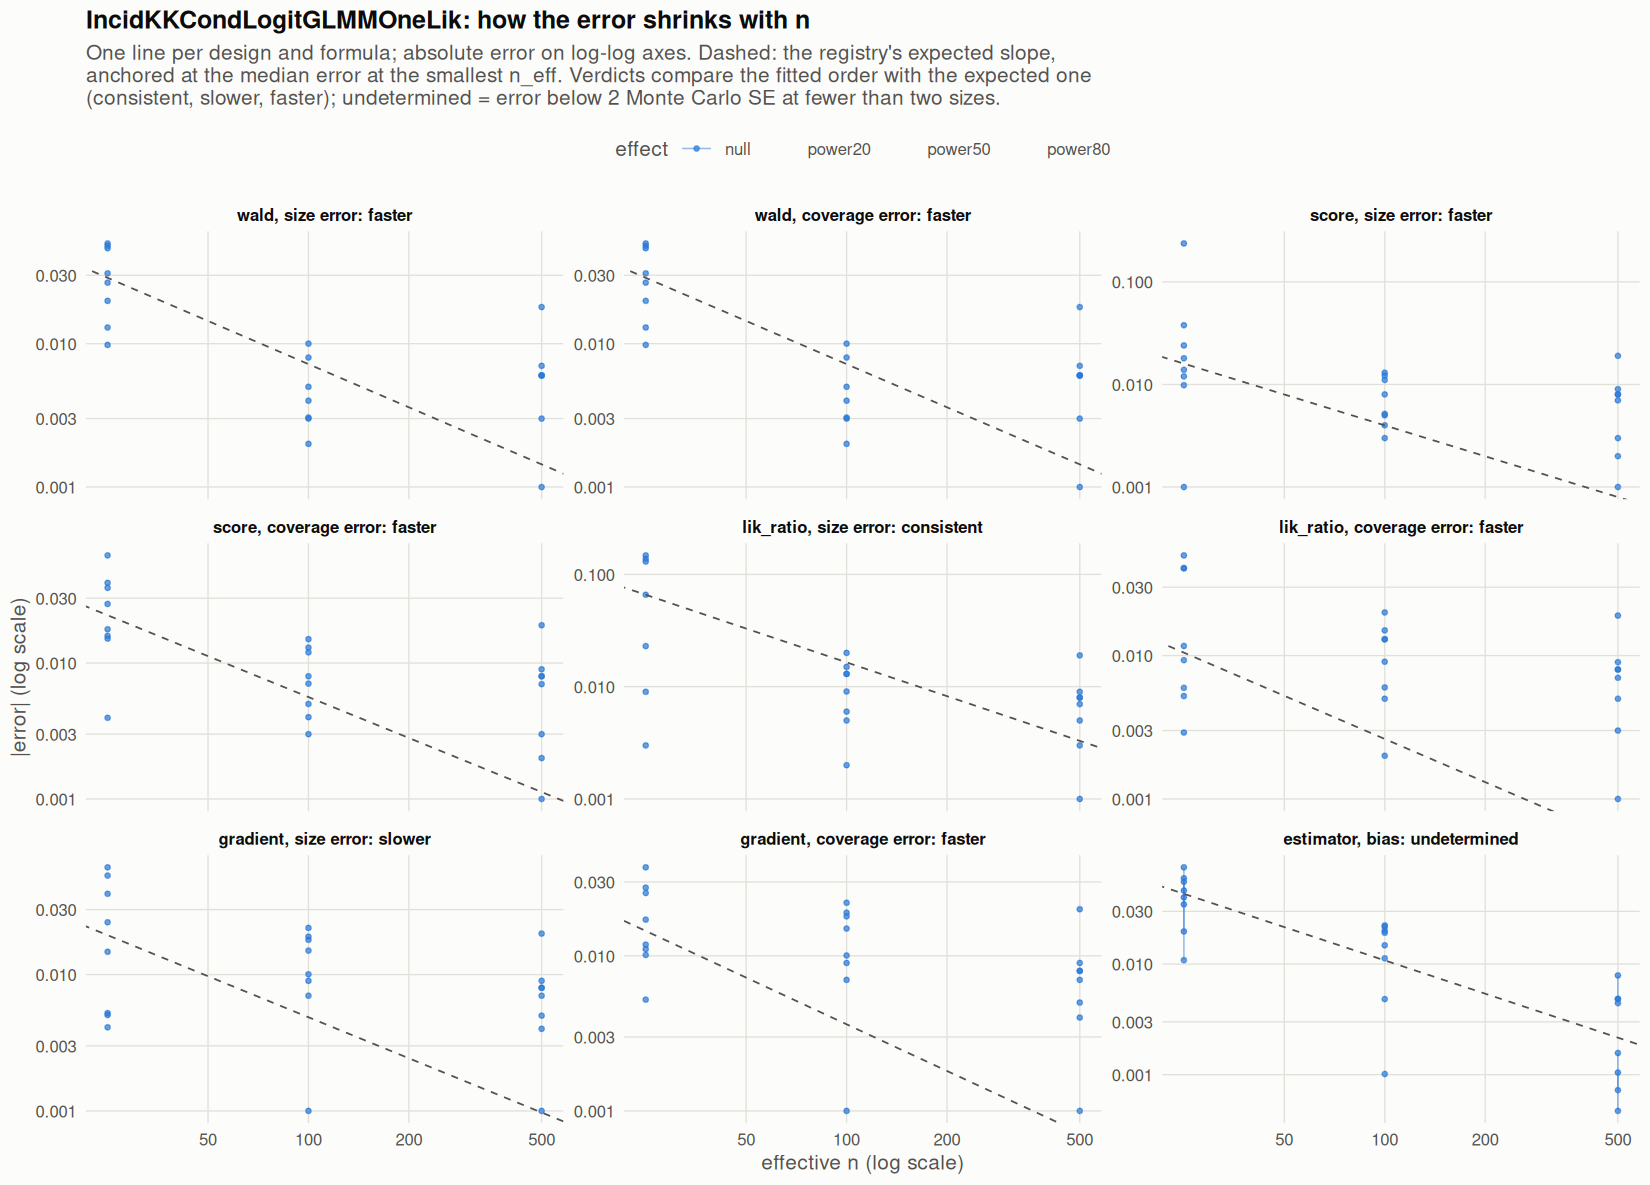 IncidKKCondLogitGLMMOneLik: how the error shrinks with n
One line per design and formula; absolute error on log-log axes. Dashed: the registry's expected slope,
anchored at the median error at the smallest n_eff. Verdicts compare the fitted order with the expected one
(consistent, slower, faster); undetermined = error below 2 Monte Carlo SE at fewer than two sizes.
effect null power20 power50 power80
wald, size error: faster
0.030
0.010
0.003
0.001
wald, coverage error: faster
0.030
0.010
0.003
0.001
score, size error: faster
0.100
0.010
0.001
score, coverage error: faster
0.030
0.010
0.003
0.001
lik_ratio, size error: consistent
0.100
0.010
0.001
lik_ratio, coverage error: faster
0.030
0.010
0.003
0.001
gradient, size error: slower
0.030
0.010
0.003
0.001
50 100 200 500
gradient, coverage error: faster
0.030
0.010
0.003
0.001
50 100 200 500
estimator, bias: undetermined
0.030
0.010
0.003
0.001
50 100 200 500
|error| (log scale)
effective n (log scale)